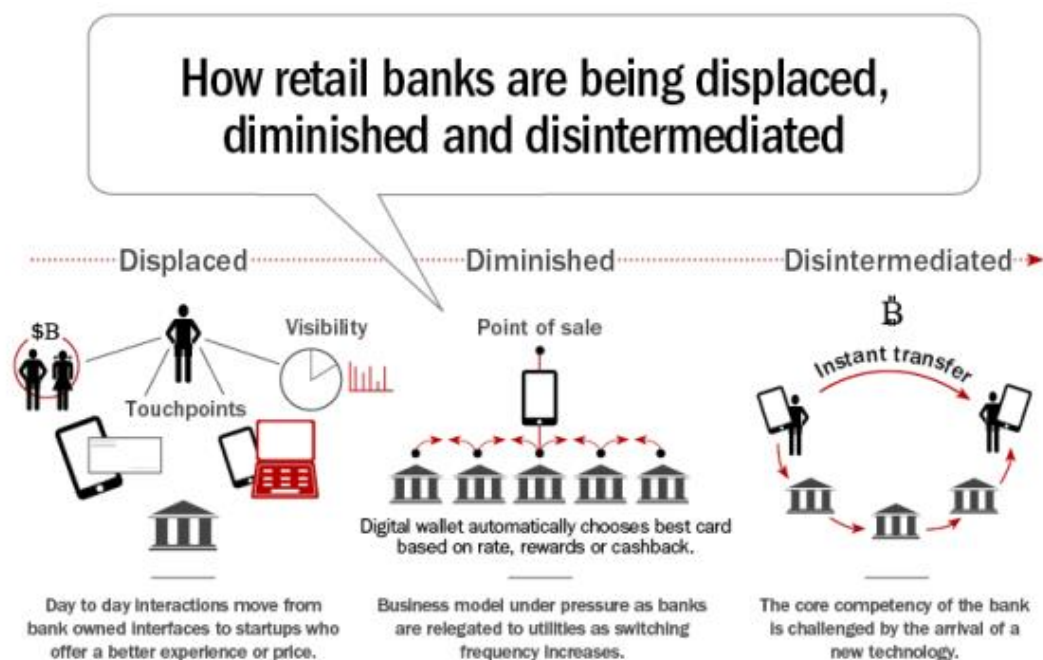 How retail banks are being displaced,
diminished and disintermediated
Displaced
Diminished
Disintermediated
$B
Visibility
Touchpoints
Day to day interactions move from
bank owned interfaces to startups who
offer a better experience or price.
Point of sale
Digital wallet automatically chooses best card
based on rate, rewards or cashback.
Business model under pressure as banks
are relegated to utilities as switching
frequency increases.
₿
Instant transfer
The core competency of the bank
is challenged by the arrival of a
new technology.